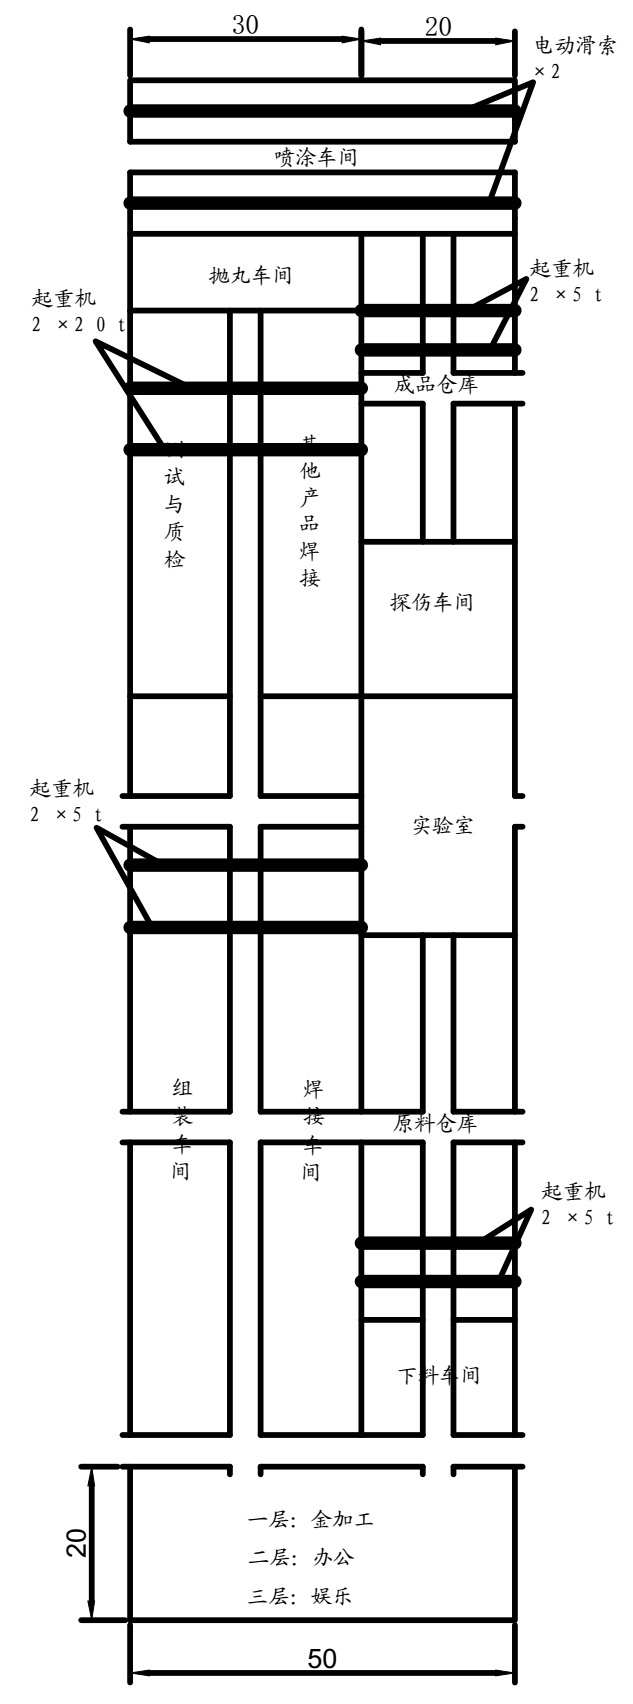 30
20
电动滑索
×2
喷涂车间
抛丸车间
起重机
2 ×5 t
起重机
2 ×20 t
成品仓库
测试与质检
其他产品焊接
探伤车间
起重机
2 ×5 t
实验室
组装车间
焊接车间
原料仓库
起重机
2 ×5 t
下料车间
20
一层：金加工
二层：办公
三层：娱乐
50